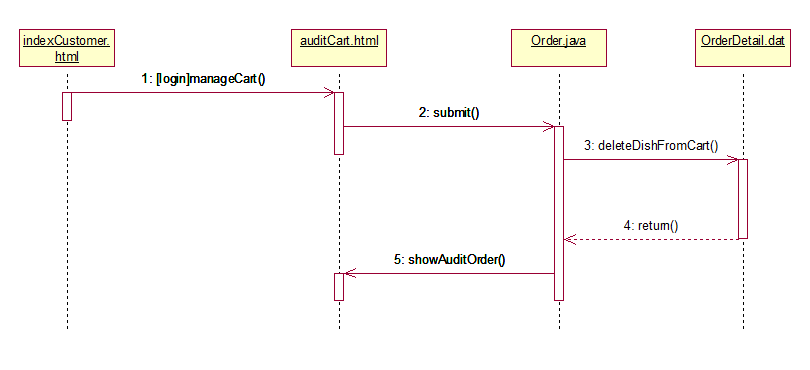 indexCustomer.
html
auditCart.html
Order.java
OrderDetail.dat
1: [login]manageCart()
2: submit()
3: deleteDishFromCart()
4: return()
5: showAuditOrder()